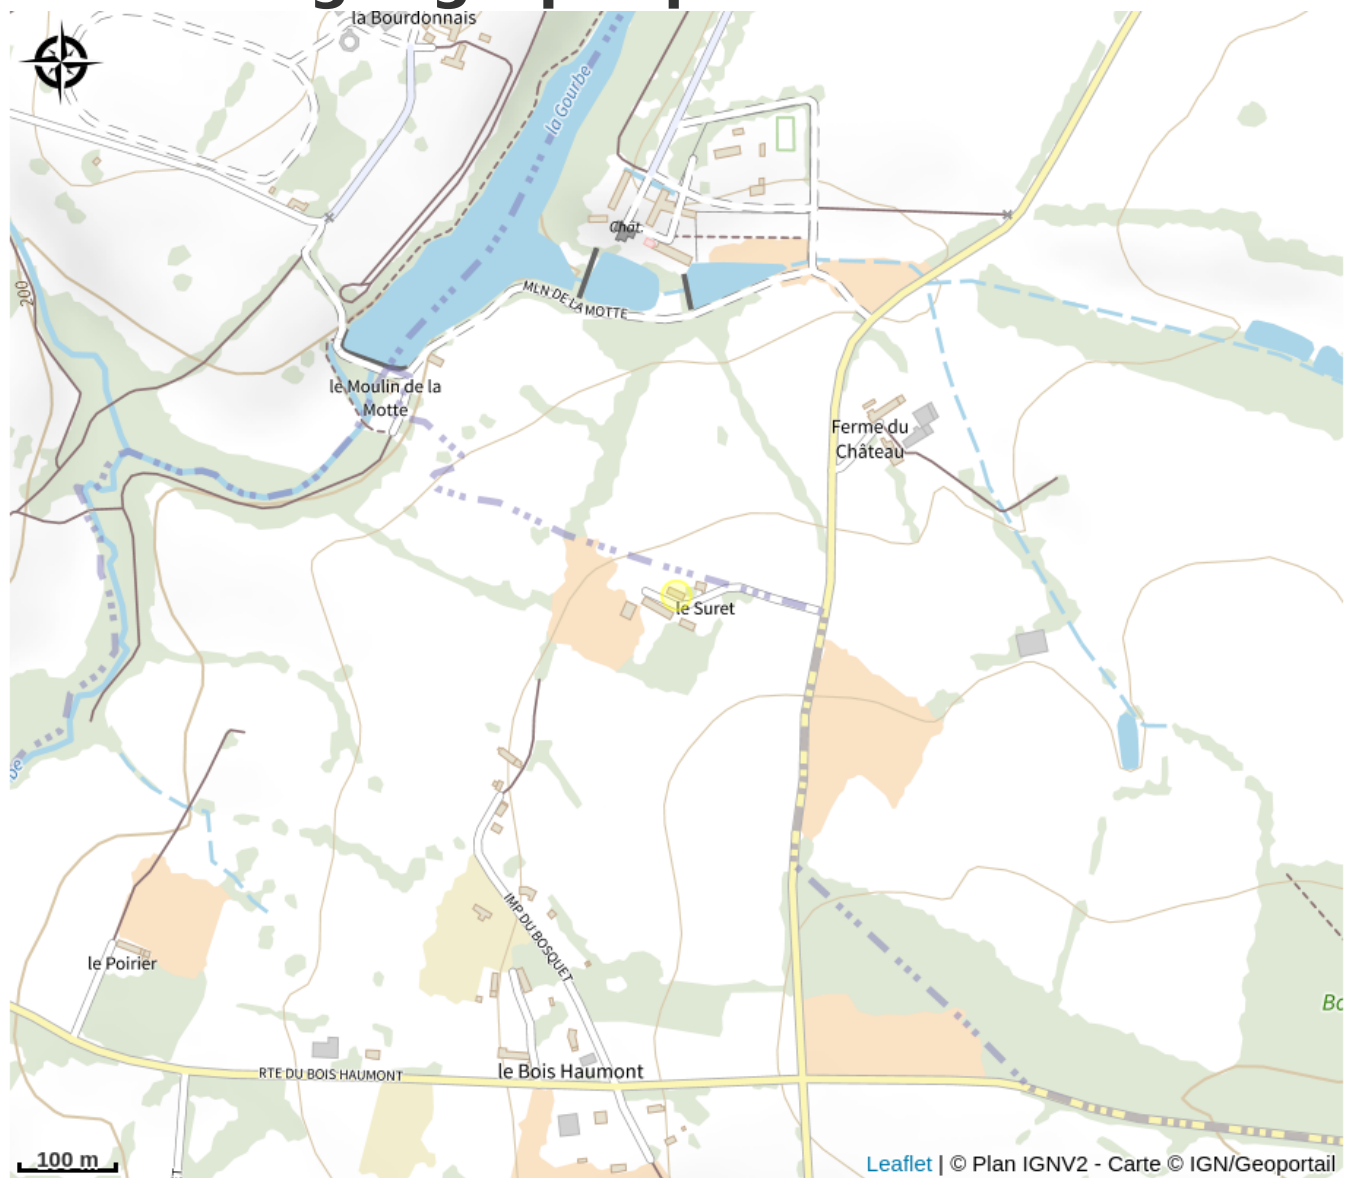 la Bourdonnais
la Gourbe
Chât.
200
MLN DE LA MOTTE
le Moulin de la
Motte
Ferme du
Château
le Suret
IMP DU BOSQUET
le Poirier
RTE DU BOIS HAUMONT
le Bois Haumont
100 m
Leaflet | © Plan IGNV2 - Carte © IGN/Geoportail